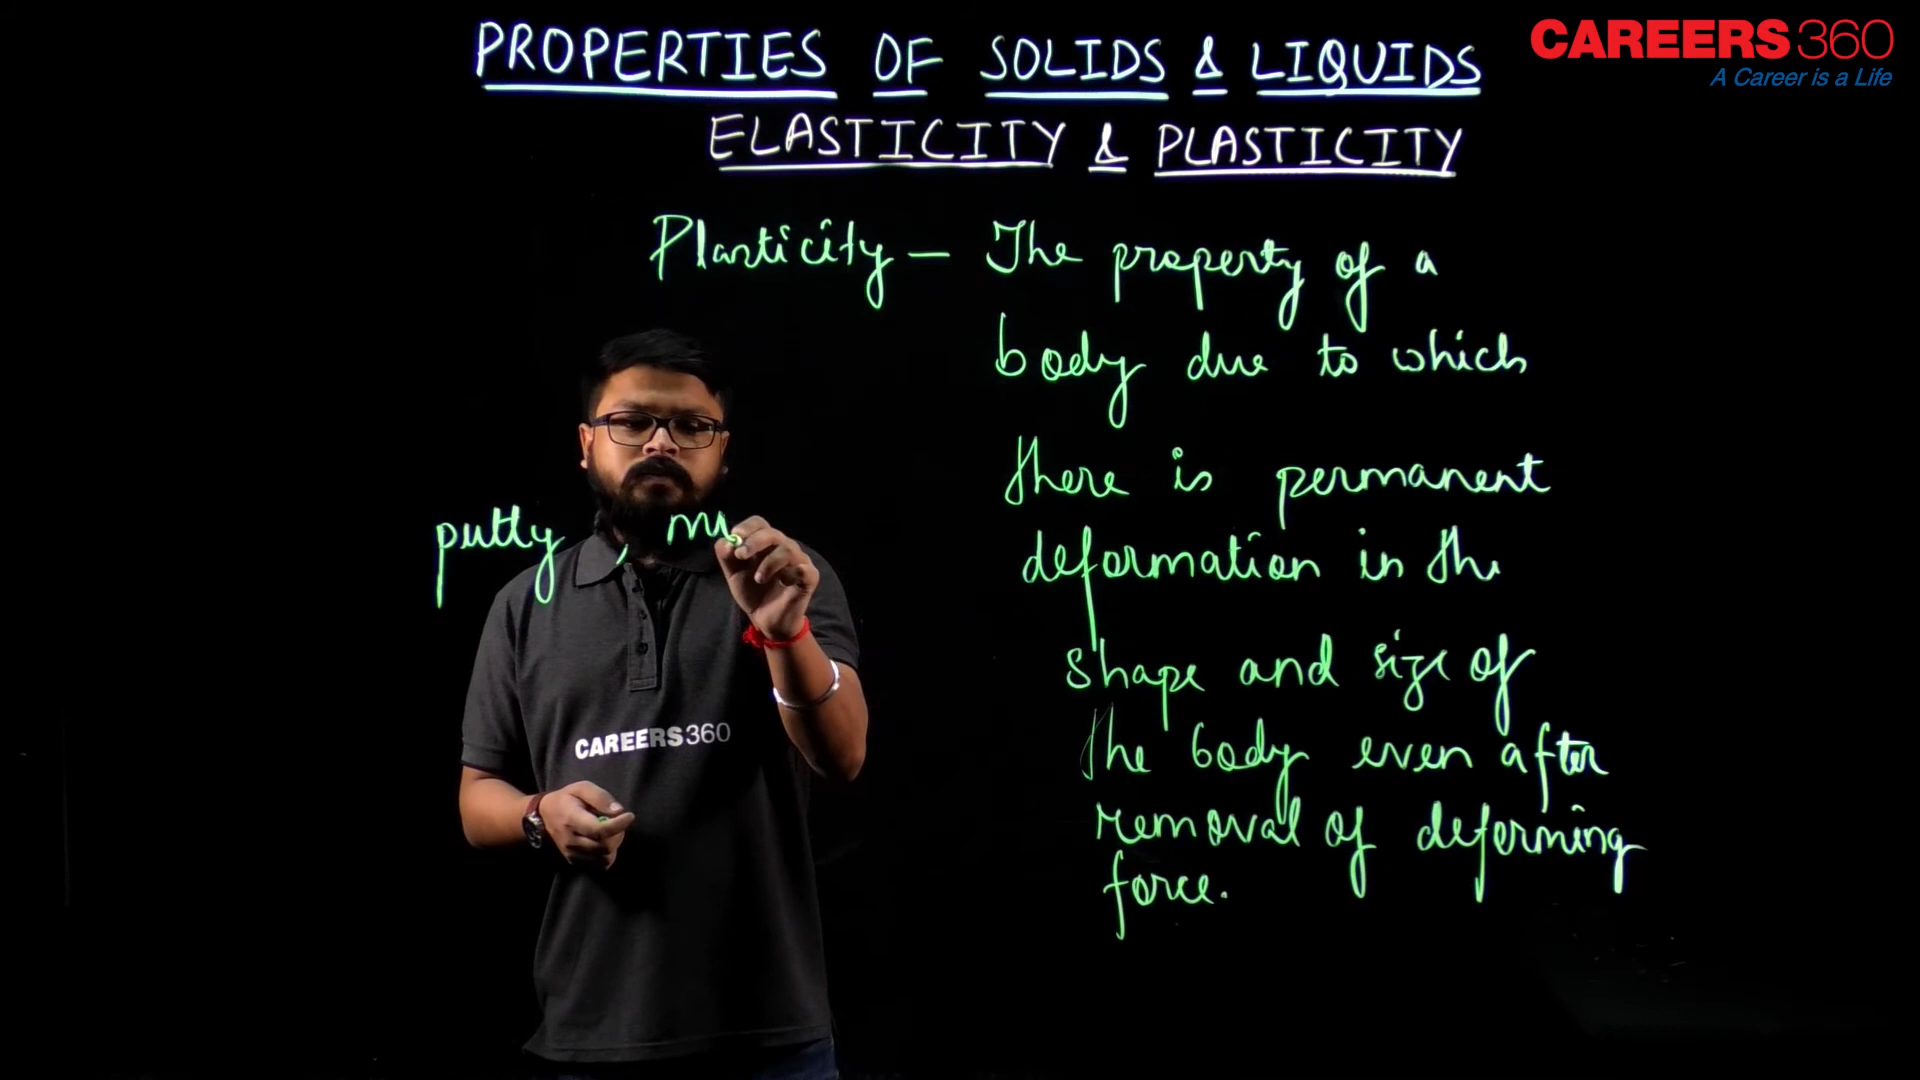 PROPERTIES OF SOLIDS & LIQUIDS
CAREERS360
A Career is a Life
ELASTICITY & PLASTICITY
Plasticity — The property of a
body due to which
there is permanent
deformation in the
shape and size of
the body even after
removal of deforming
force.
putty , mu
CAREERS360